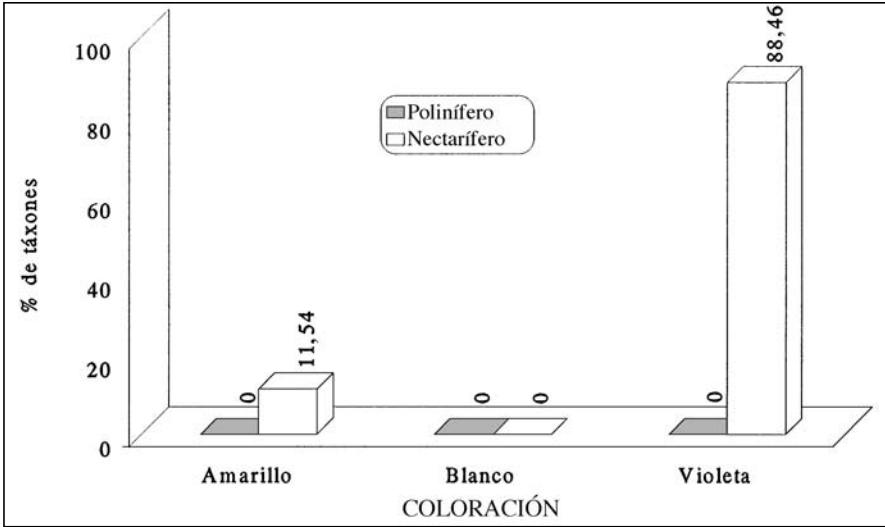 % de táxones
100
80
60
40
20
0
Polinífero
Nectarífero
0
11,54
0
0
0
88,46
Amarillo
Blanco
Violeta
COLORACIÓN